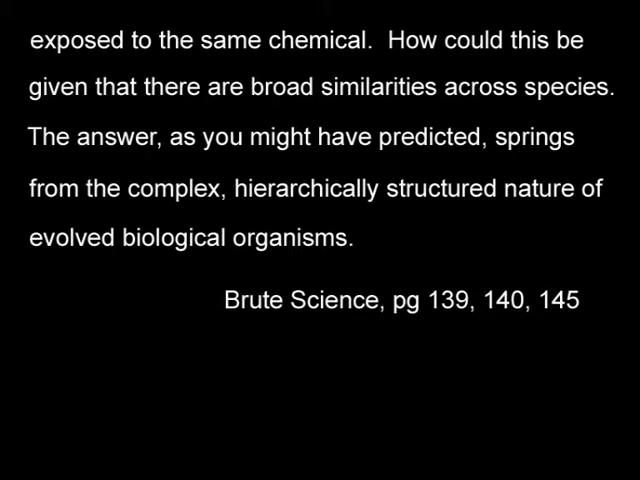 exposed to the same chemical.  How could this be
given that there are broad similarities across species.
The answer, as you might have predicted, springs
from the complex, hierarchically structured nature of
evolved biological organisms.
Brute Science, pg 139, 140, 145